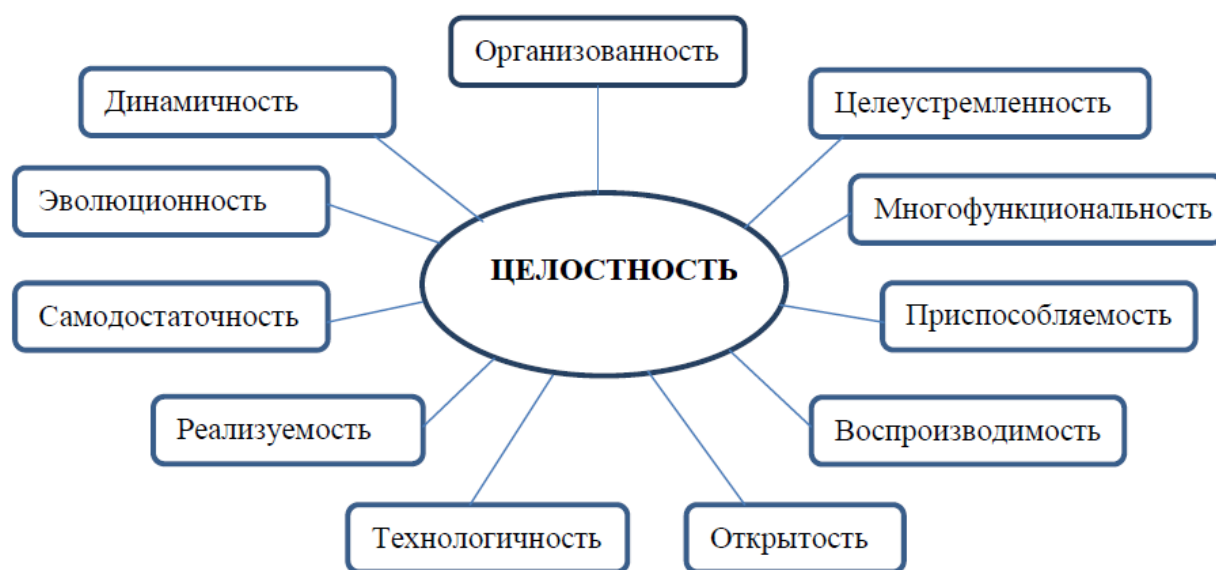 Организованность
Динамичность
Целеустремленность
Эволюционность
Многофункциональность
ЦЕЛОСТНОСТЬ
Самодостаточность
Приспособляемость
Реализуемость
Воспроизводимость
Технологичность
Открытость